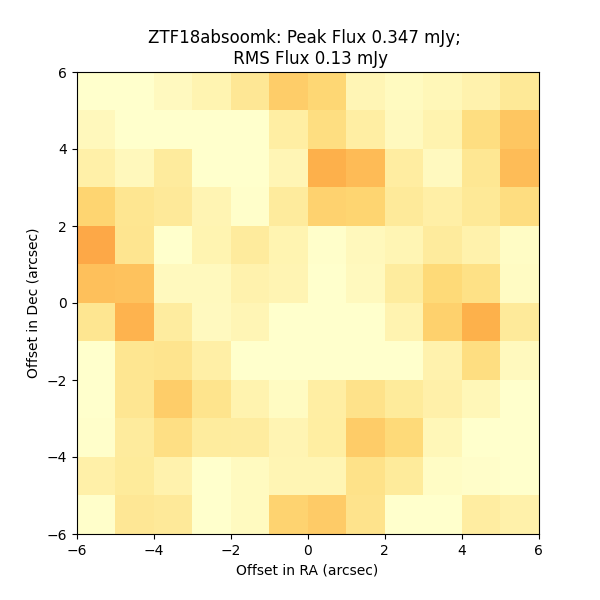 ZTF18absoomk: Peak Flux 0.347 mJy;
RMS Flux 0.13 mJy
6
4
2
0
−2
−4
−6
Offset in Dec (arcsec)
−6 −4 −2 0 2 4 6
Offset in RA (arcsec)